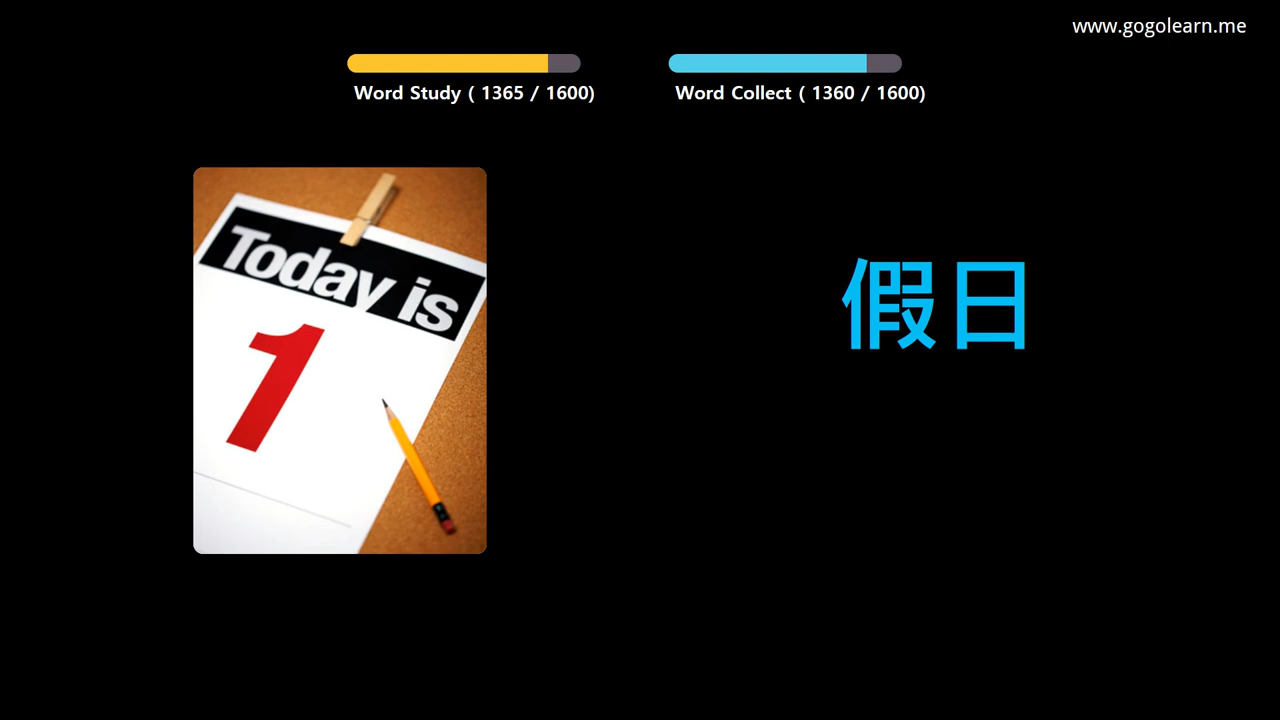 www.gogolearn.me
Word Study ( 1365 / 1600)
Word Collect ( 1360 / 1600)
Today is
1
假日